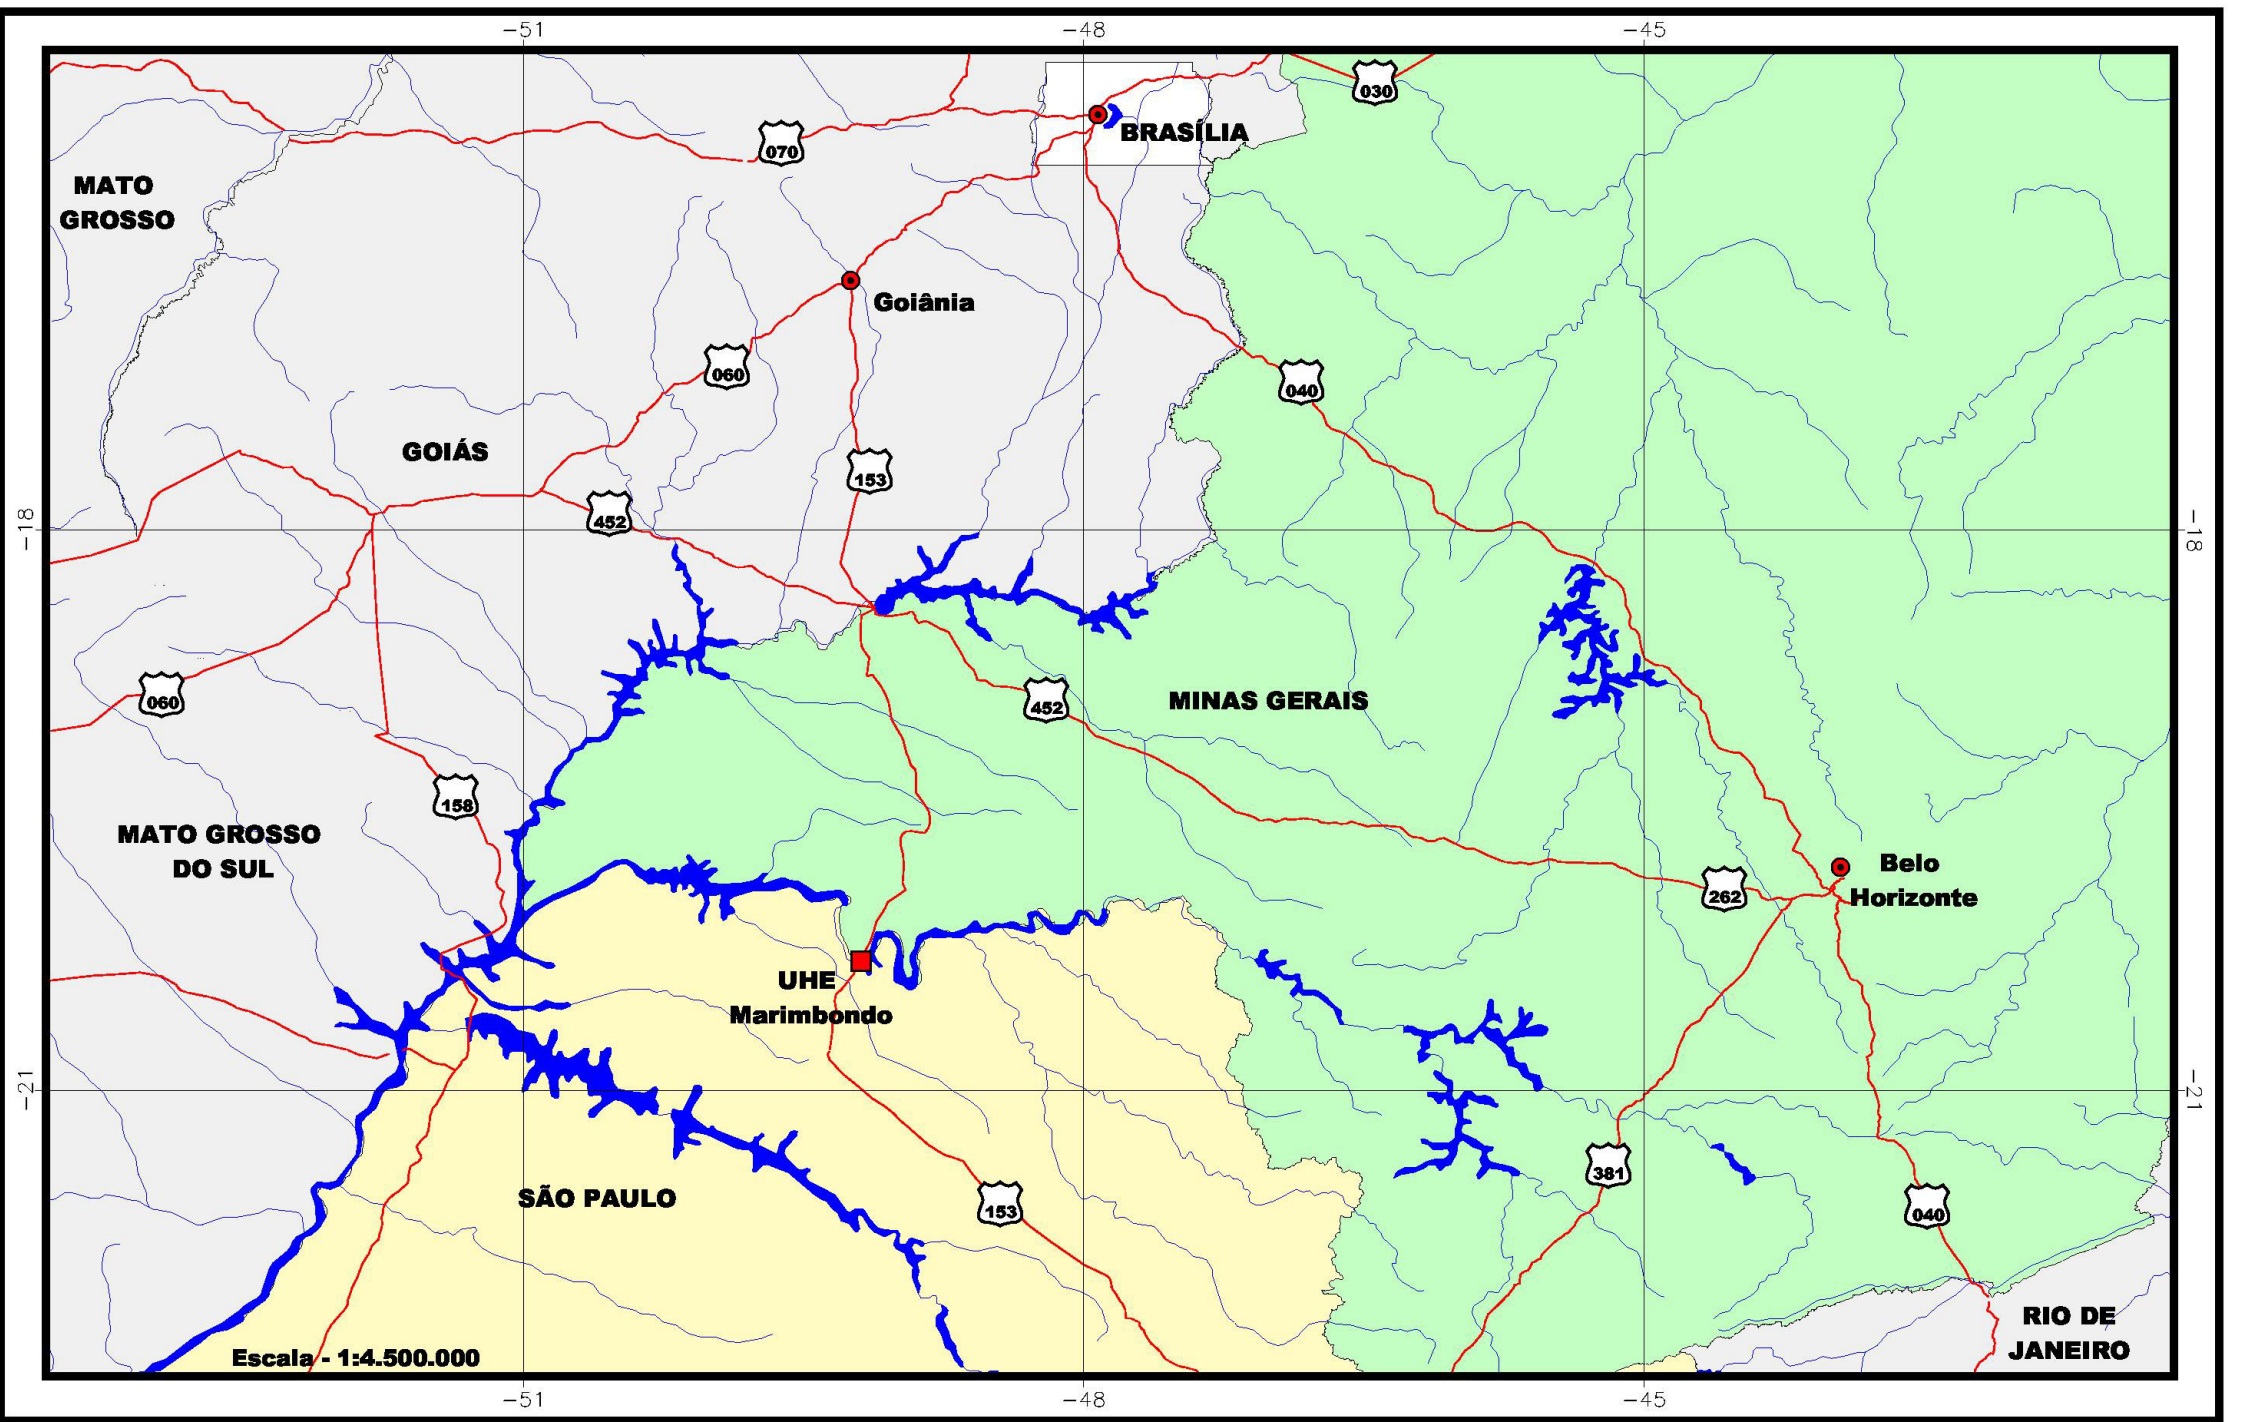 -51
-48
-45
030
BRASÍLIA
070
MATO
GROSSO
Goiânia
060
040
GOIÁS
153
452
-18
-18
060
452
MINAS GERAIS
158
MATO GROSSO
DO SUL
Belo
Horizonte
262
UHE
Marimbondo
-21
-21
381
SÃO PAULO
153
040
RIO DE
JANEIRO
Escala - 1:4.500.000
-51
-48
-45